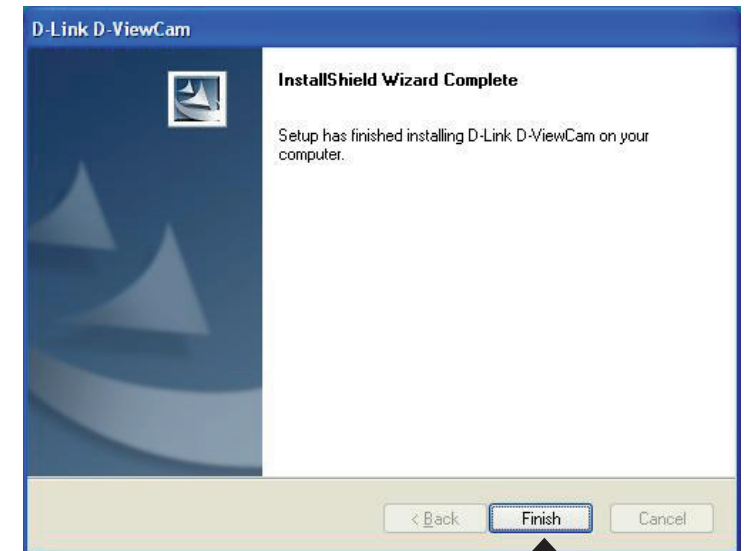 D-Link D-ViewCam
InstallShield Wizard Complete
Setup has finished installing D-Link D-ViewCam on your
computer.
< Back
Finish
Cancel